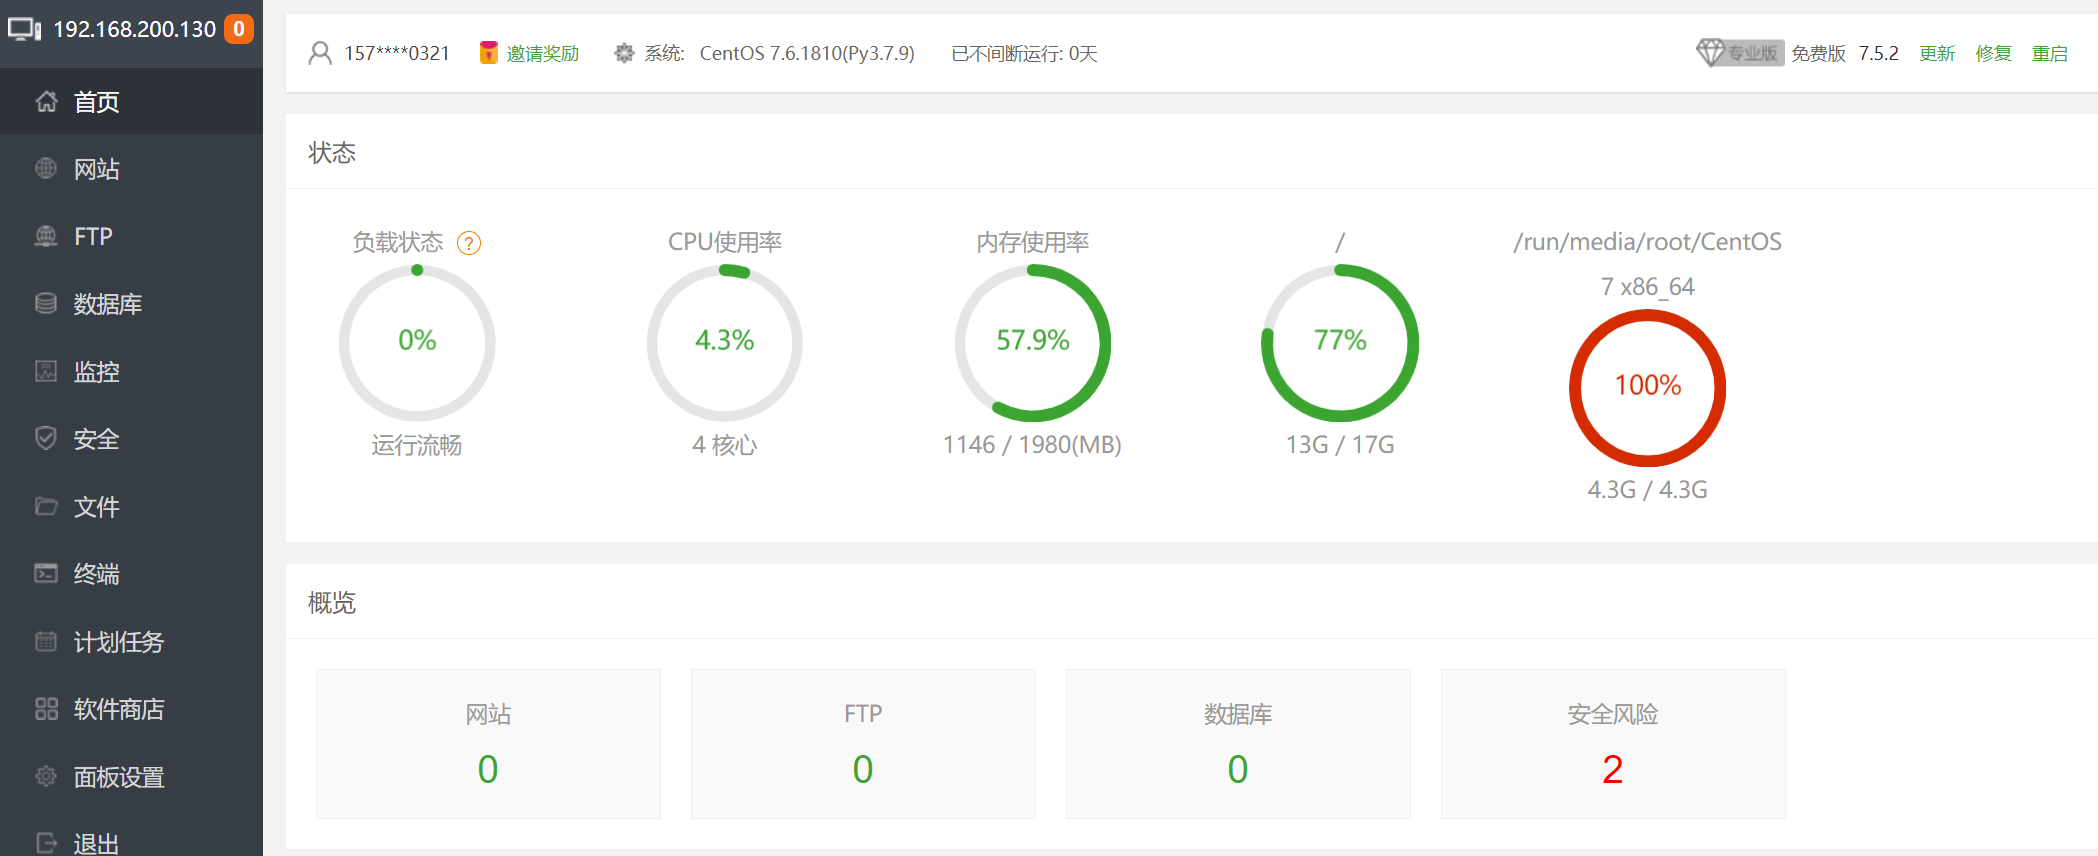 192.168.200.130 0
首页
网站
FTP
数据库
监控
安全
文件
终端
计划任务
软件商店
面板设置
退出
157****0321 邀请奖励 系统: CentOS 7.6.1810(Py3.7.9) 已不间断运行: 0天 专业版 免费版 7.5.2 更新 修复 重启
状态
负载状态 ?
0%
运行流畅
CPU使用率
4.3%
4 核心
内存使用率
57.9%
1146 / 1980(MB)
/
77%
13G / 17G
/run/media/root/CentOS
7 x86_64
100%
4.3G / 4.3G
概览
网站
0
FTP
0
数据库
0
安全风险
2